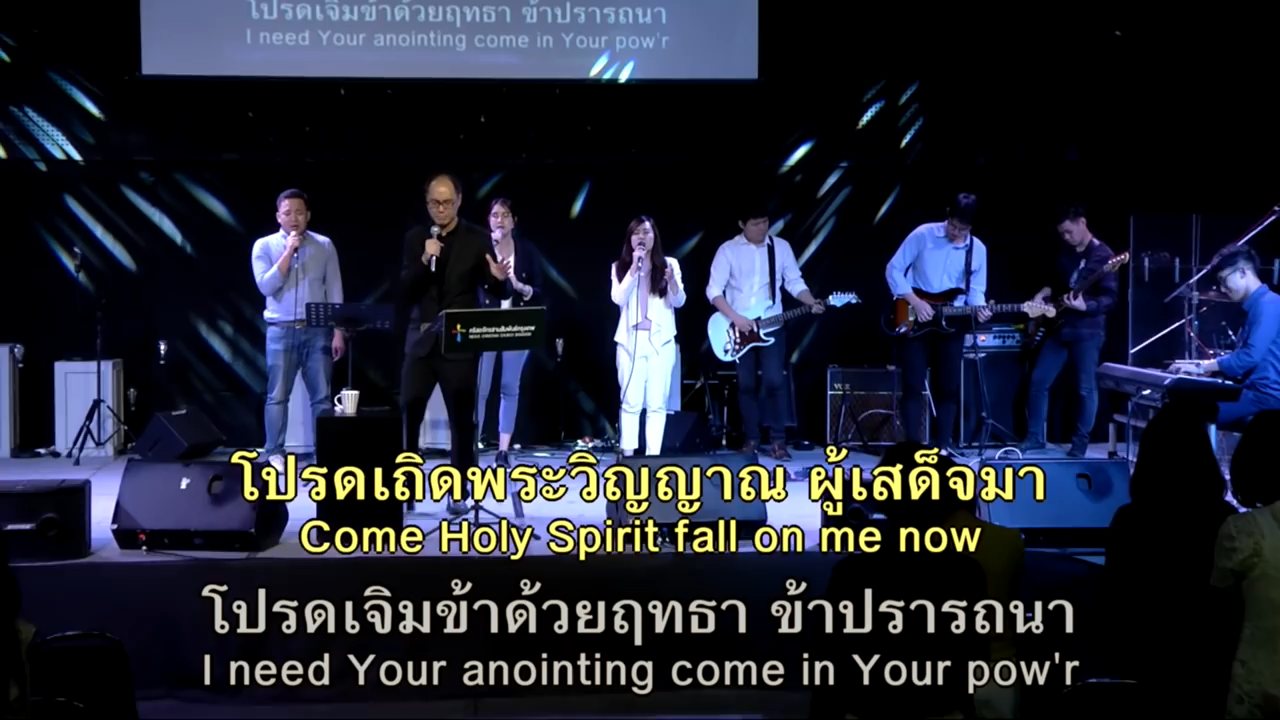 โปรดเจิมข้าด้วยฤทธา ข้าปรารถนา
I need Your anointing come in Your pow'r
VOX
โปรดเถิดพระวิญญาณ ผู้เสด็จมา
Come Holy Spirit fall on me now
โปรดเจิมข้าด้วยฤทธา ข้าปรารถนา
I need Your anointing come in Your pow'r